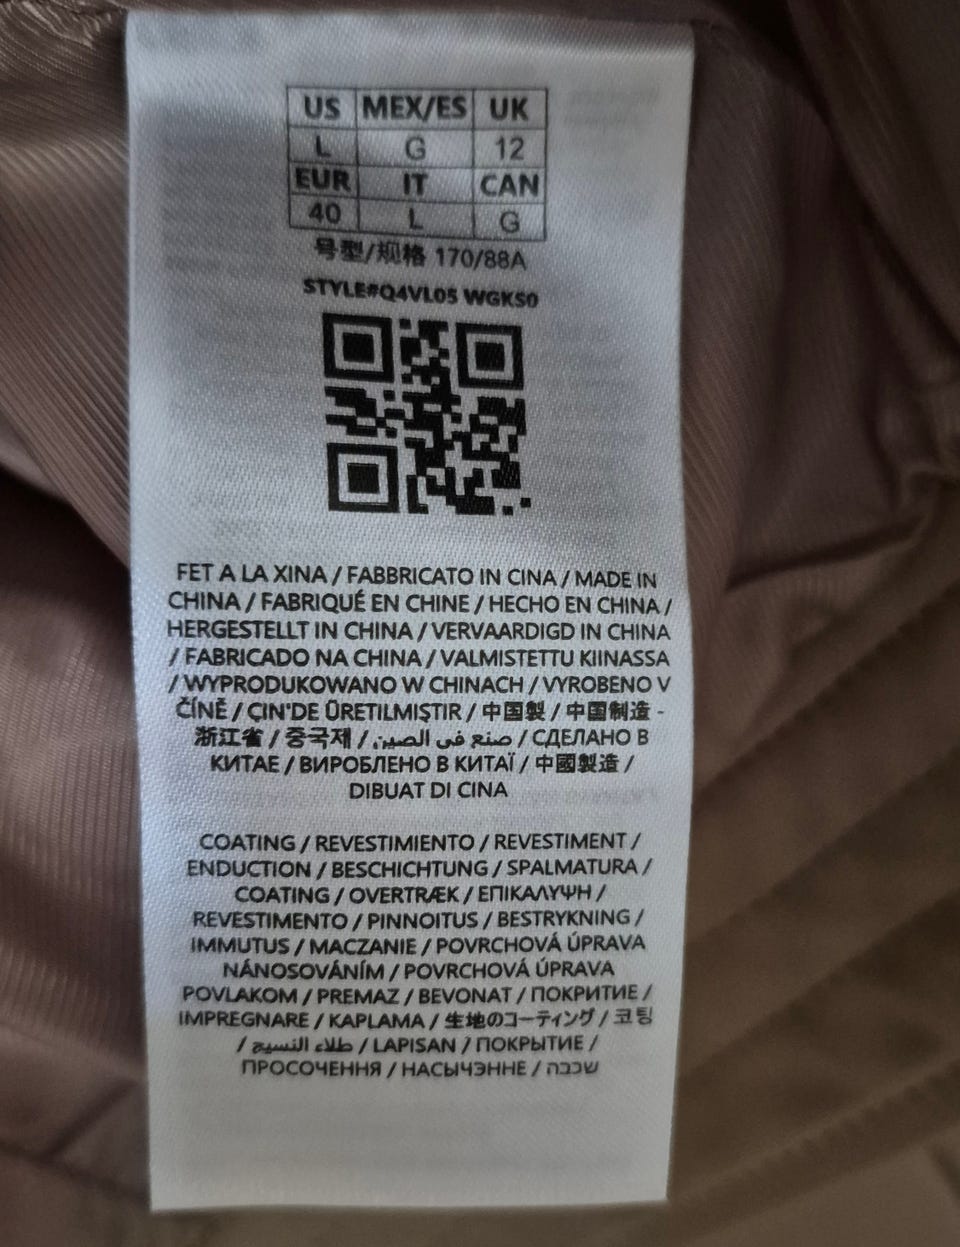 US MEX/ES UK
L G 12
EUR IT CAN
40 L G
号型/规格 170/88A
STYLE#Q4VL05 WGKS0
FET A LA XINA / FABBRICATO IN CINA / MADE IN
CHINA / FABRIQUÉ EN CHINE / HECHO EN CHINA /
HERGESTELLT IN CHINA / VERVAARDIGD IN CHINA
/ FABRICADO NA CHINA / VALMISTETTU KIINASSA
/ WYPRODUKOWANO W CHINACH / VYROBENO V
ČÍNĚ / ÇIN'DE ÜRETILMIŞTIR / 中国製 / 中国制造 -
浙江省 / 중국제 / صنع في الصين / СДЕЛАНО В
КИТАЕ / ВИРОБЛЕНО В КИТАЇ / 中國製造 /
DIBUAT DI CINA
COATING / REVESTIMIENTO / REVESTIMENT /
ENDUCTION / BESCHICHTUNG / SPALMATURA /
COATING / OVERTRÆK / ΕΠΙΚΑΛΥΨΗ /
REVESTIMENTO / PINNOITUS / BESTRYKNING /
IMMUTUS / MACZANIE / POVRCHOVÁ ÚPRAVA
NÁNOSOVÁNÍM / POVRCHOVÁ ÚPRAVA
POVLAKOM / PREMAZ / BEVONAT / ПОКРИТИЕ /
IMPREGNARE / KAPLAMA / 生地のコーティング / 코팅
/ طلاء النسيج / LAPISAN / ПОКРЫТИЕ /
ПРОСОЧЕННЯ / НАСЫЧЭННЕ / שכבה